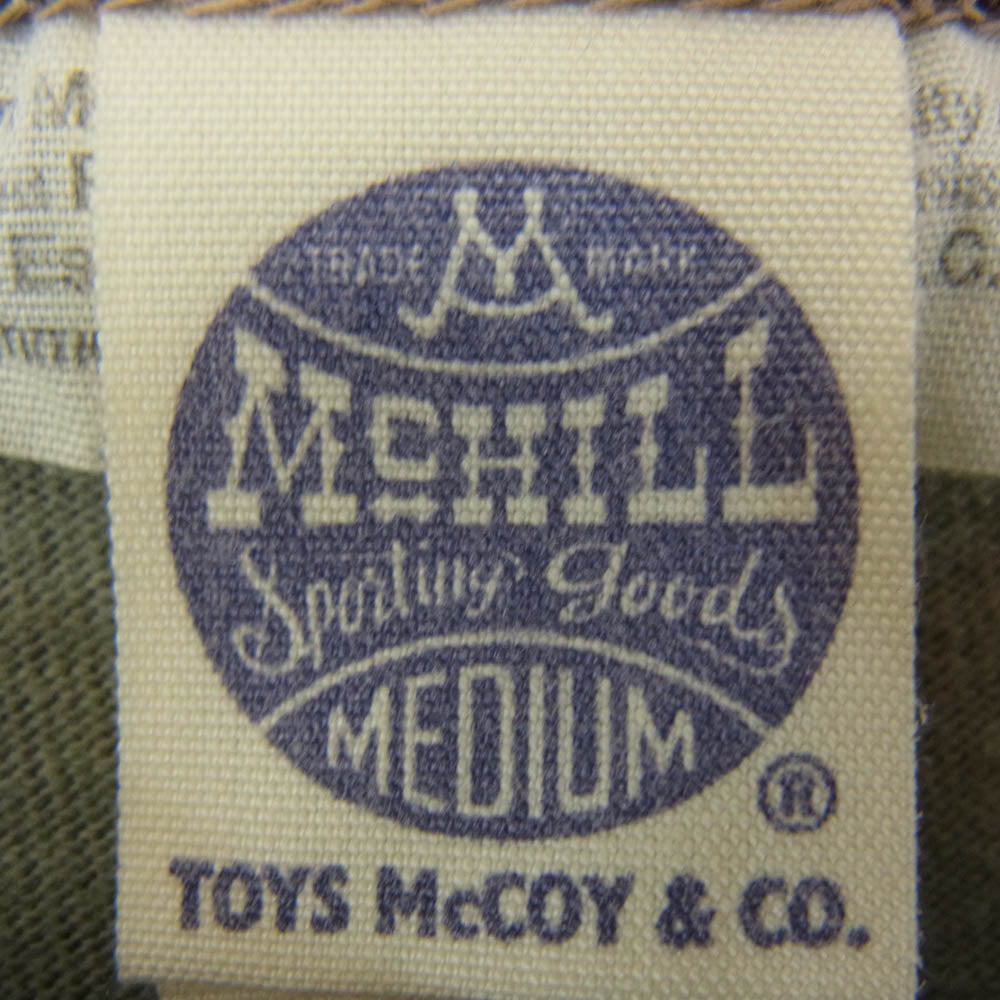 TRADE M MARK
McHILL
Sporting Goods
MEDIUM
®
TOYS McCOY & CO.